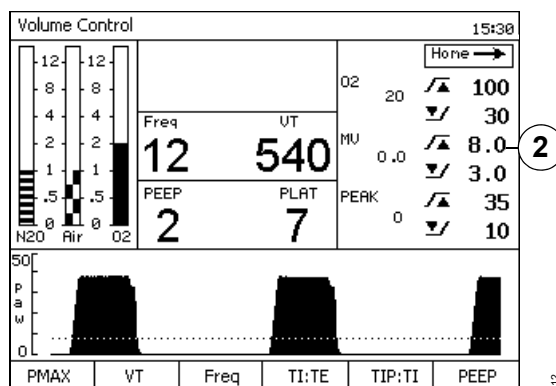 Volume Control 15:30
Home
12 12
8 8
4 4
2 2
1 1
.5 .5
0 0
N2O Air O2
Freq VT
12 540
PEEP PLAT
2 7
O2 20 100
30
MV 0.0 8.0 2
3.0
PEAK 0 35
10
50
Paw
0
PMAX VT Freq TI:TE TIP:TI PEEP